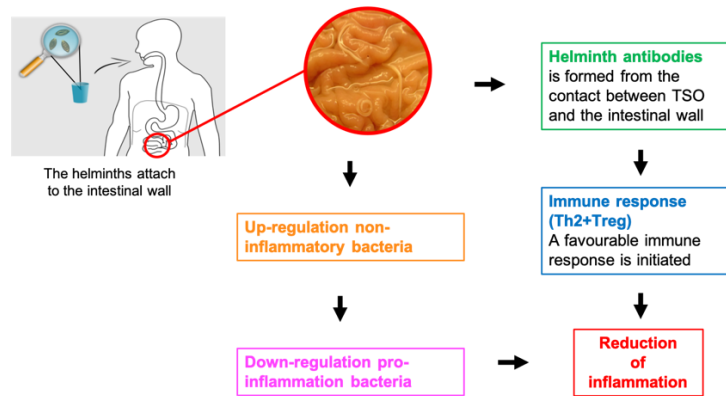 The helminths attach
to the intestinal wall
Helminth antibodies
is formed from the
contact between TSO
and the intestinal wall
Up-regulation non-
inflammatory bacteria
Immune response
(Th2+Treg)
A favourable immune
response is initiated
Down-regulation pro-
inflammation bacteria
Reduction
of
inflammation